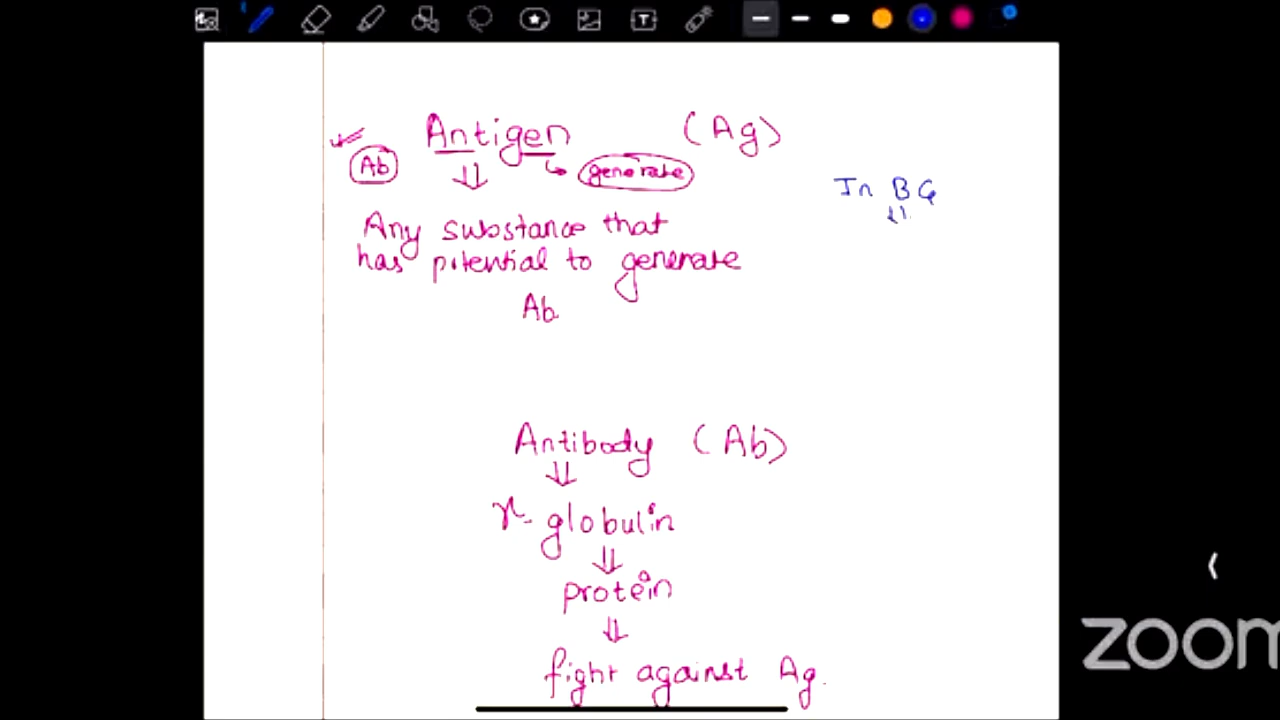 Antigen (Ag)
Ab
generate
In BG
Any substance that
has potential to generate
Ab
Antibody (Ab)
γ- globulin
protein
fight against Ag.
zoom